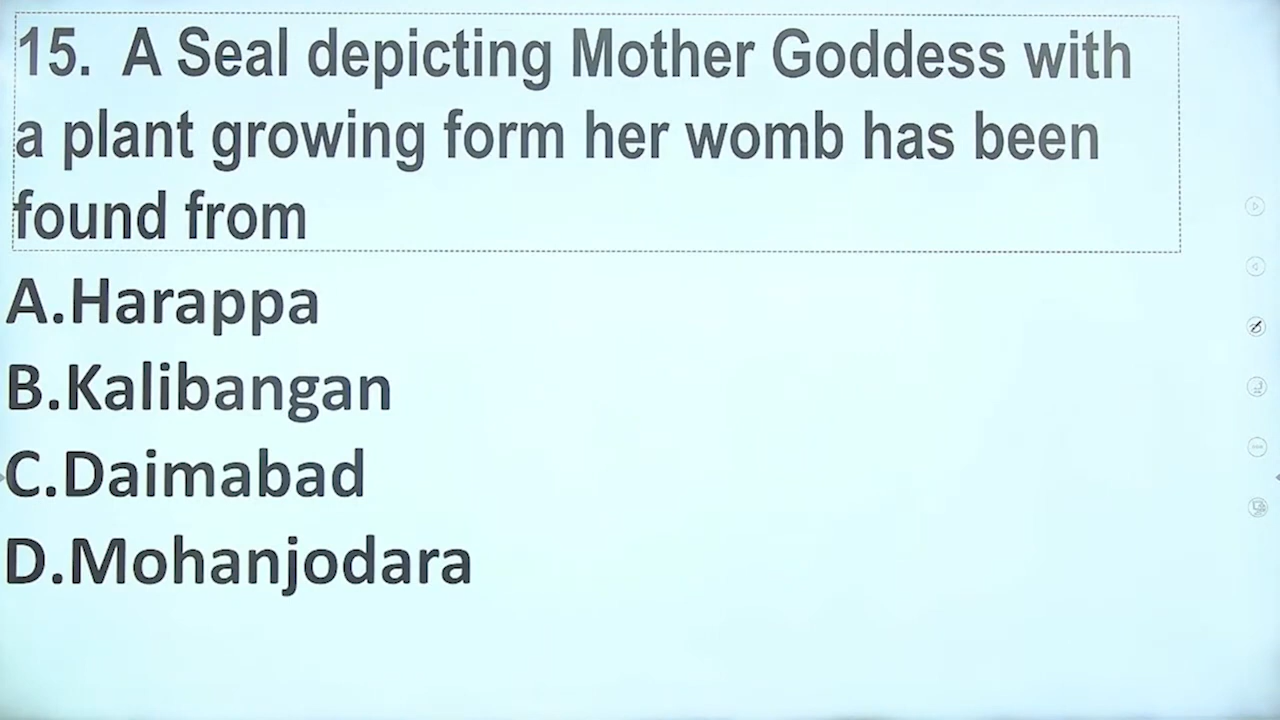 15. A Seal depicting Mother Goddess with
a plant growing form her womb has been
found from
A.Harappa
B.Kalibangan
C.Daimabad
D.Mohanjodara